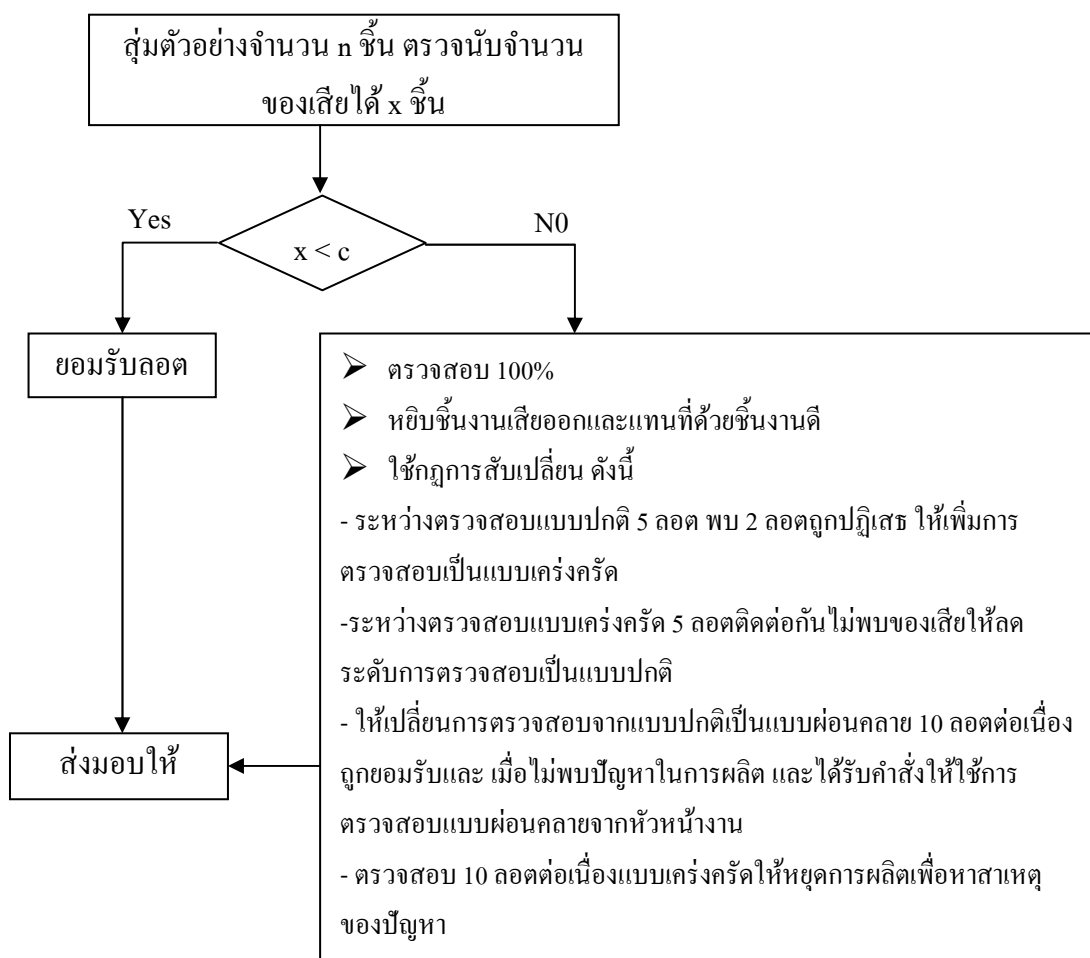 สุ่มตัวอย่างจำนวน n ชิ้น ตรวจนับจำนวน
ของเสียได้ x ชิ้น
Yes
N0
x < c
ยอมรับลอต
➢ ตรวจสอบ 100%
➢ หยิบชิ้นงานเสียออกและแทนที่ด้วยชิ้นงานดี
➢ ใช้กฏการสับเปลี่ยน ดังนี้
- ระหว่างตรวจสอบแบบปกติ 5 ลอต พบ 2 ลอตถูกปฏิเสธ ให้เพิ่มการ
ตรวจสอบเป็นแบบเคร่งครัด
-ระหว่างตรวจสอบแบบเคร่งครัด 5 ลอตติดต่อกันไม่พบของเสียให้ลด
ระดับการตรวจสอบเป็นแบบปกติ
- ให้เปลี่ยนการตรวจสอบจากแบบปกติเป็นแบบผ่อนคลาย 10 ลอตต่อเนื่อง
ถูกยอมรับและ เมื่อไม่พบปัญหาในการผลิต และได้รับคำสั่งให้ใช้การ
ตรวจสอบแบบผ่อนคลายจากหัวหน้างาน
- ตรวจสอบ 10 ลอตต่อเนื่องแบบเคร่งครัดให้หยุดการผลิตเพื่อหาสาเหตุ
ของปัญหา
ส่งมอบให้